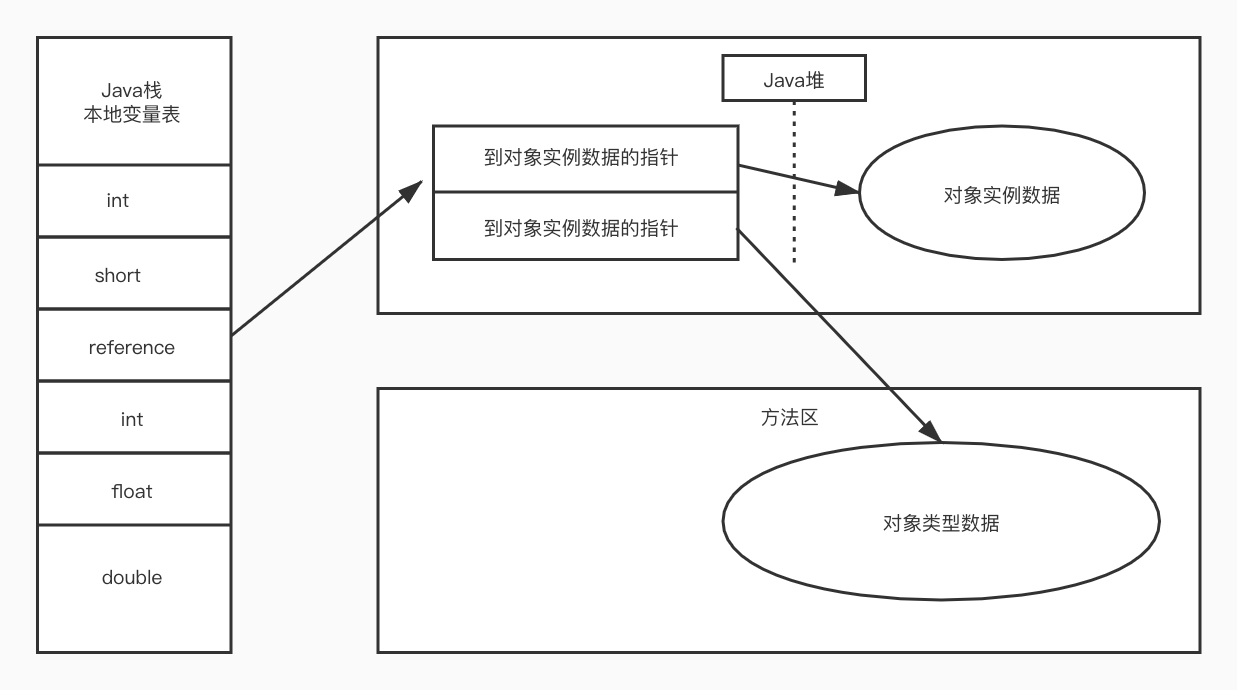 Java栈
本地变量表
int
short
reference
int
float
double
Java堆
到对象实例数据的指针
到对象实例数据的指针
对象实例数据
方法区
对象类型数据